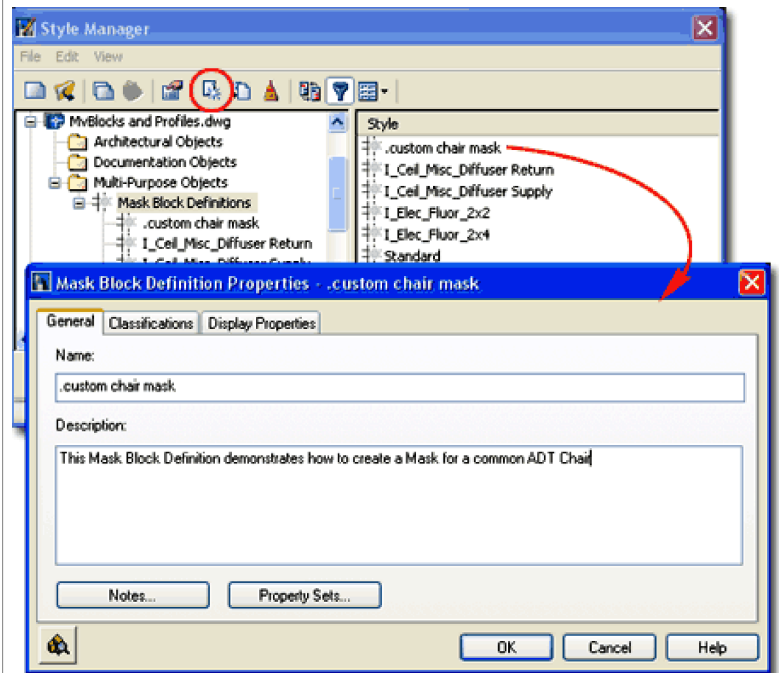 Style Manager
File Edit View
MvBlocks and Profiles.dwg
Architectural Objects
Documentation Objects
Multi-Purpose Objects
Mask Block Definitions
.custom chair mask
I_Ceil_Misc_Diffuser Return
I_Ceil_Misc_Diffuser Supply
Style
.custom chair mask
I_Ceil_Misc_Diffuser Return
I_Ceil_Misc_Diffuser Supply
I_Elec_Fluor_2x2
I_Elec_Fluor_2x4
Standard
Mask Block Definition Properties - .custom chair mask
General Classifications Display Properties
Name:
.custom chair mask
Description:
This Mask Block Definition demonstrates how to create a Mask for a common ADT Chair
Notes... Property Sets...
OK Cancel Help